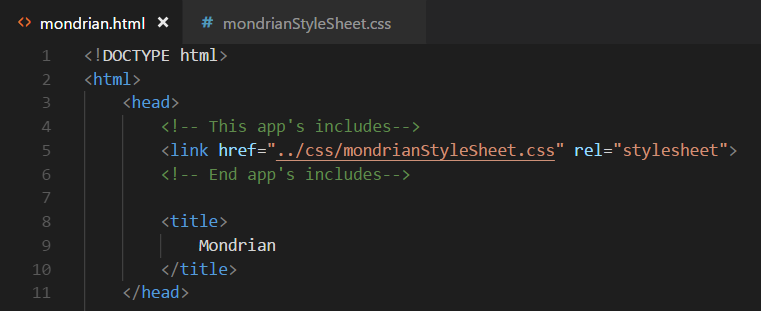 <> mondrian.html × # mondrianStyleSheet.css
1 <!DOCTYPE html>
2 <html>
3 <head>
4 <!-- This app's includes-->
5 <link href="../css/mondrianStyleSheet.css" rel="stylesheet">
6 <!-- End app's includes-->
7
8 <title>
9 Mondrian
10 </title>
11 </head>